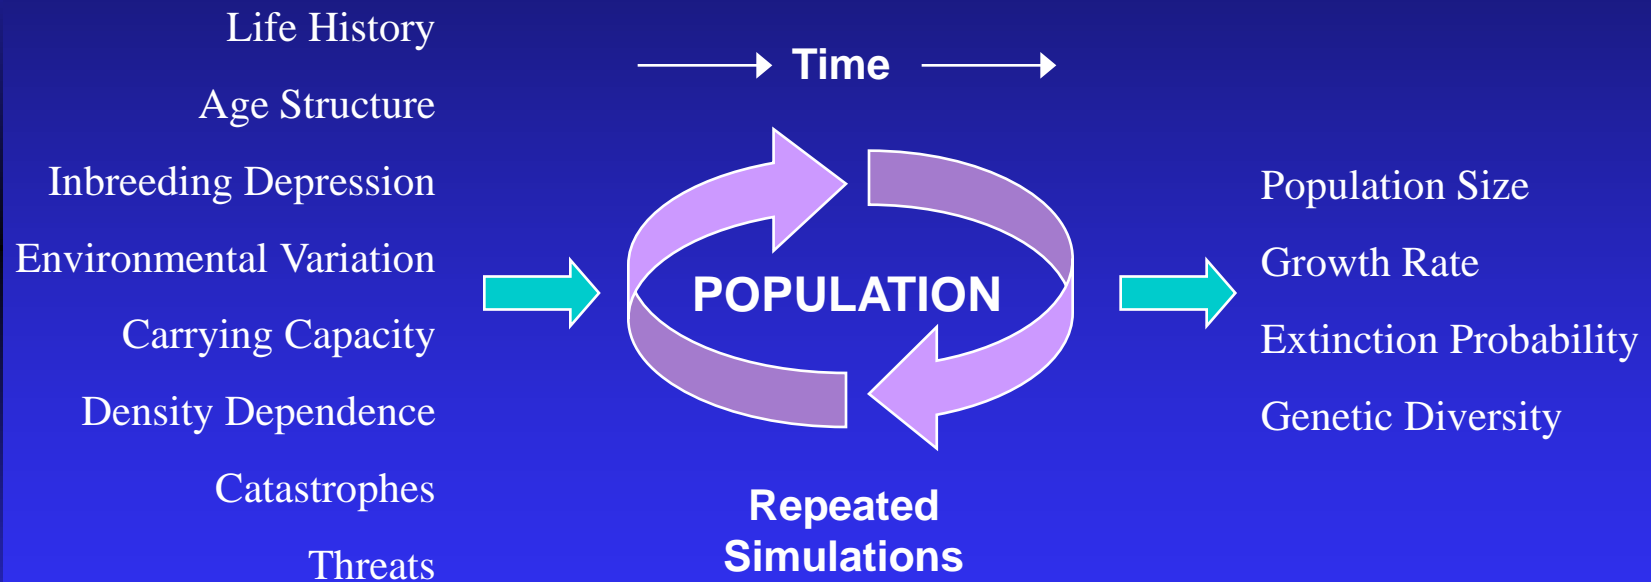 Life History
Age Structure
Inbreeding Depression
Environmental Variation
Carrying Capacity
Density Dependence
Catastrophes
Threats
Time
POPULATION
Repeated
Simulations
Population Size
Growth Rate
Extinction Probability
Genetic Diversity